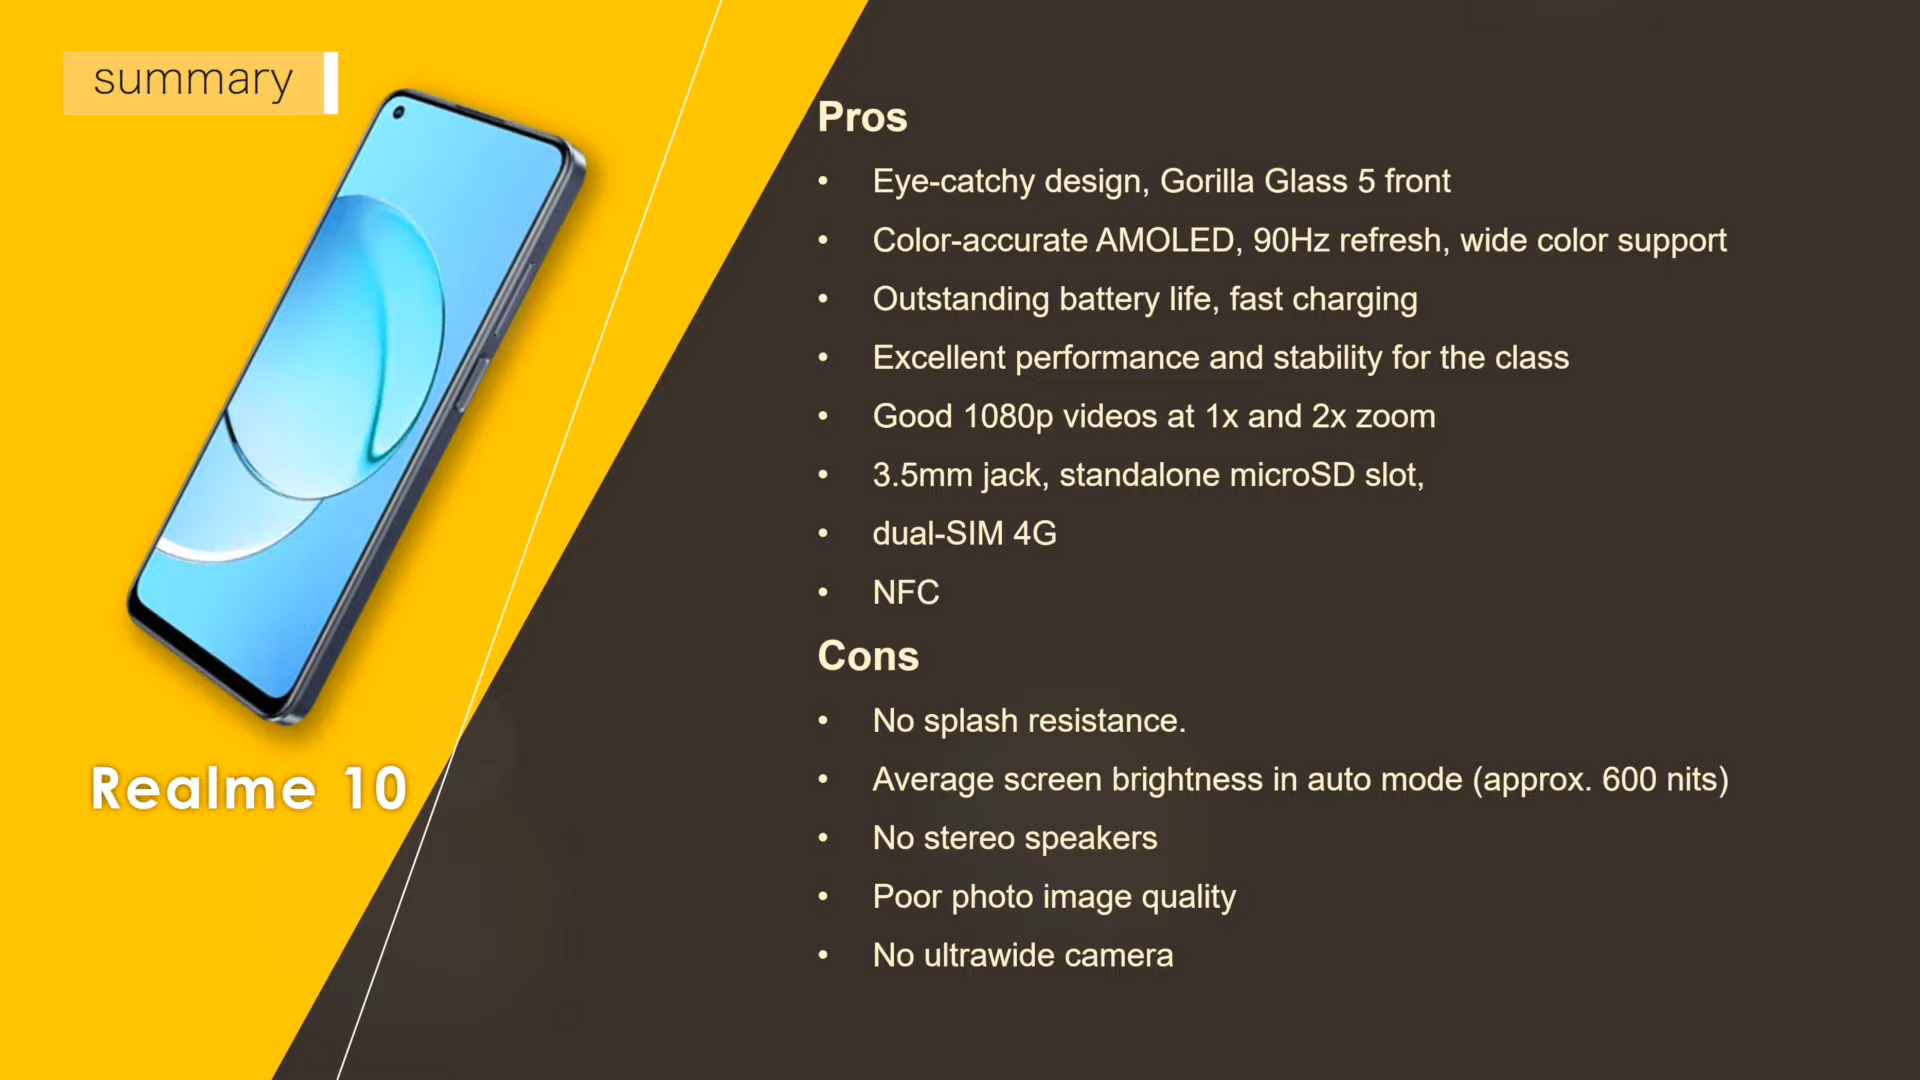 summary
Realme 10
Pros
• Eye-catchy design, Gorilla Glass 5 front
• Color-accurate AMOLED, 90Hz refresh, wide color support
• Outstanding battery life, fast charging
• Excellent performance and stability for the class
• Good 1080p videos at 1x and 2x zoom
• 3.5mm jack, standalone microSD slot,
• dual-SIM 4G
• NFC
Cons
• No splash resistance.
• Average screen brightness in auto mode (approx. 600 nits)
• No stereo speakers
• Poor photo image quality
• No ultrawide camera